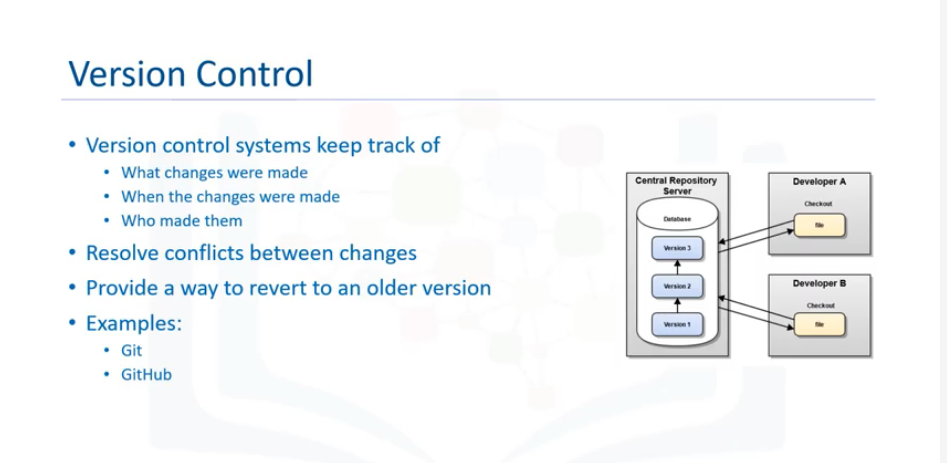 Version Control
• Version control systems keep track of
• What changes were made
• When the changes were made
• Who made them
• Resolve conflicts between changes
• Provide a way to revert to an older version
• Examples:
• Git
• GitHub
Central Repository
Server
Database
Version 3
Version 2
Version 1
Developer A
Checkout
file
Developer B
Checkout
file